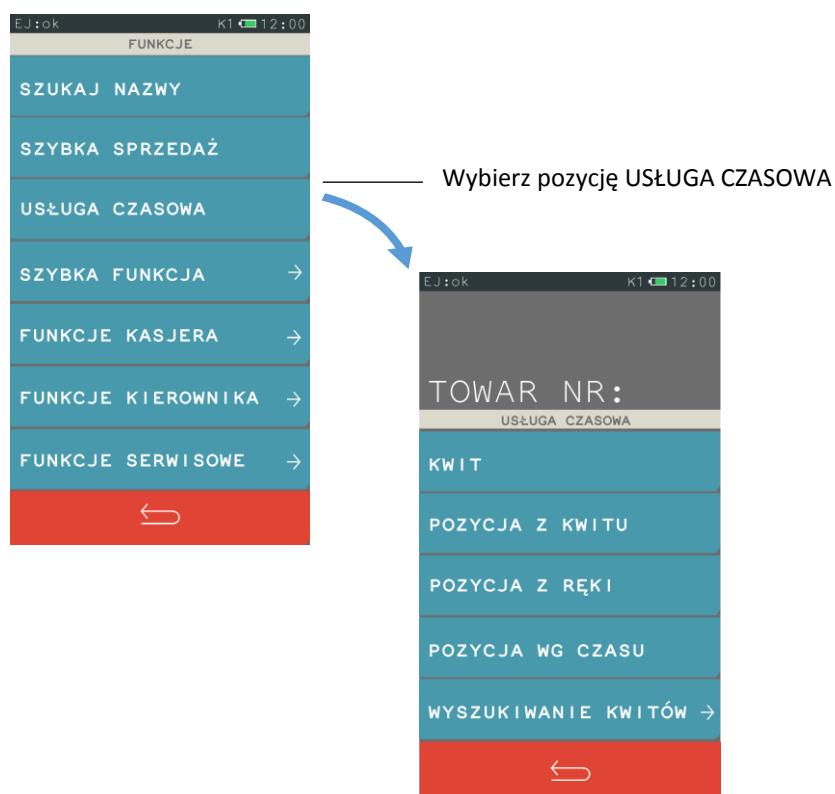 EJ:ok K1 12:00
FUNKCJE
SZUKAJ NAZWY
SZYBKA SPRZEDAŻ
USŁUGA CZASOWA
SZYBKA FUNKCJA →
FUNKCJE KASJERA →
FUNKCJE KIEROWNIKA →
FUNKCJE SERWISOWE →
Wybierz pozycję USŁUGA CZASOWA
EJ:ok K1 12:00
TOWAR NR:
USŁUGA CZASOWA
KWIT
POZYCJA Z KWITU
POZYCJA Z RĘKI
POZYCJA WG CZASU
WYSZUKIWANIE KWITÓW →